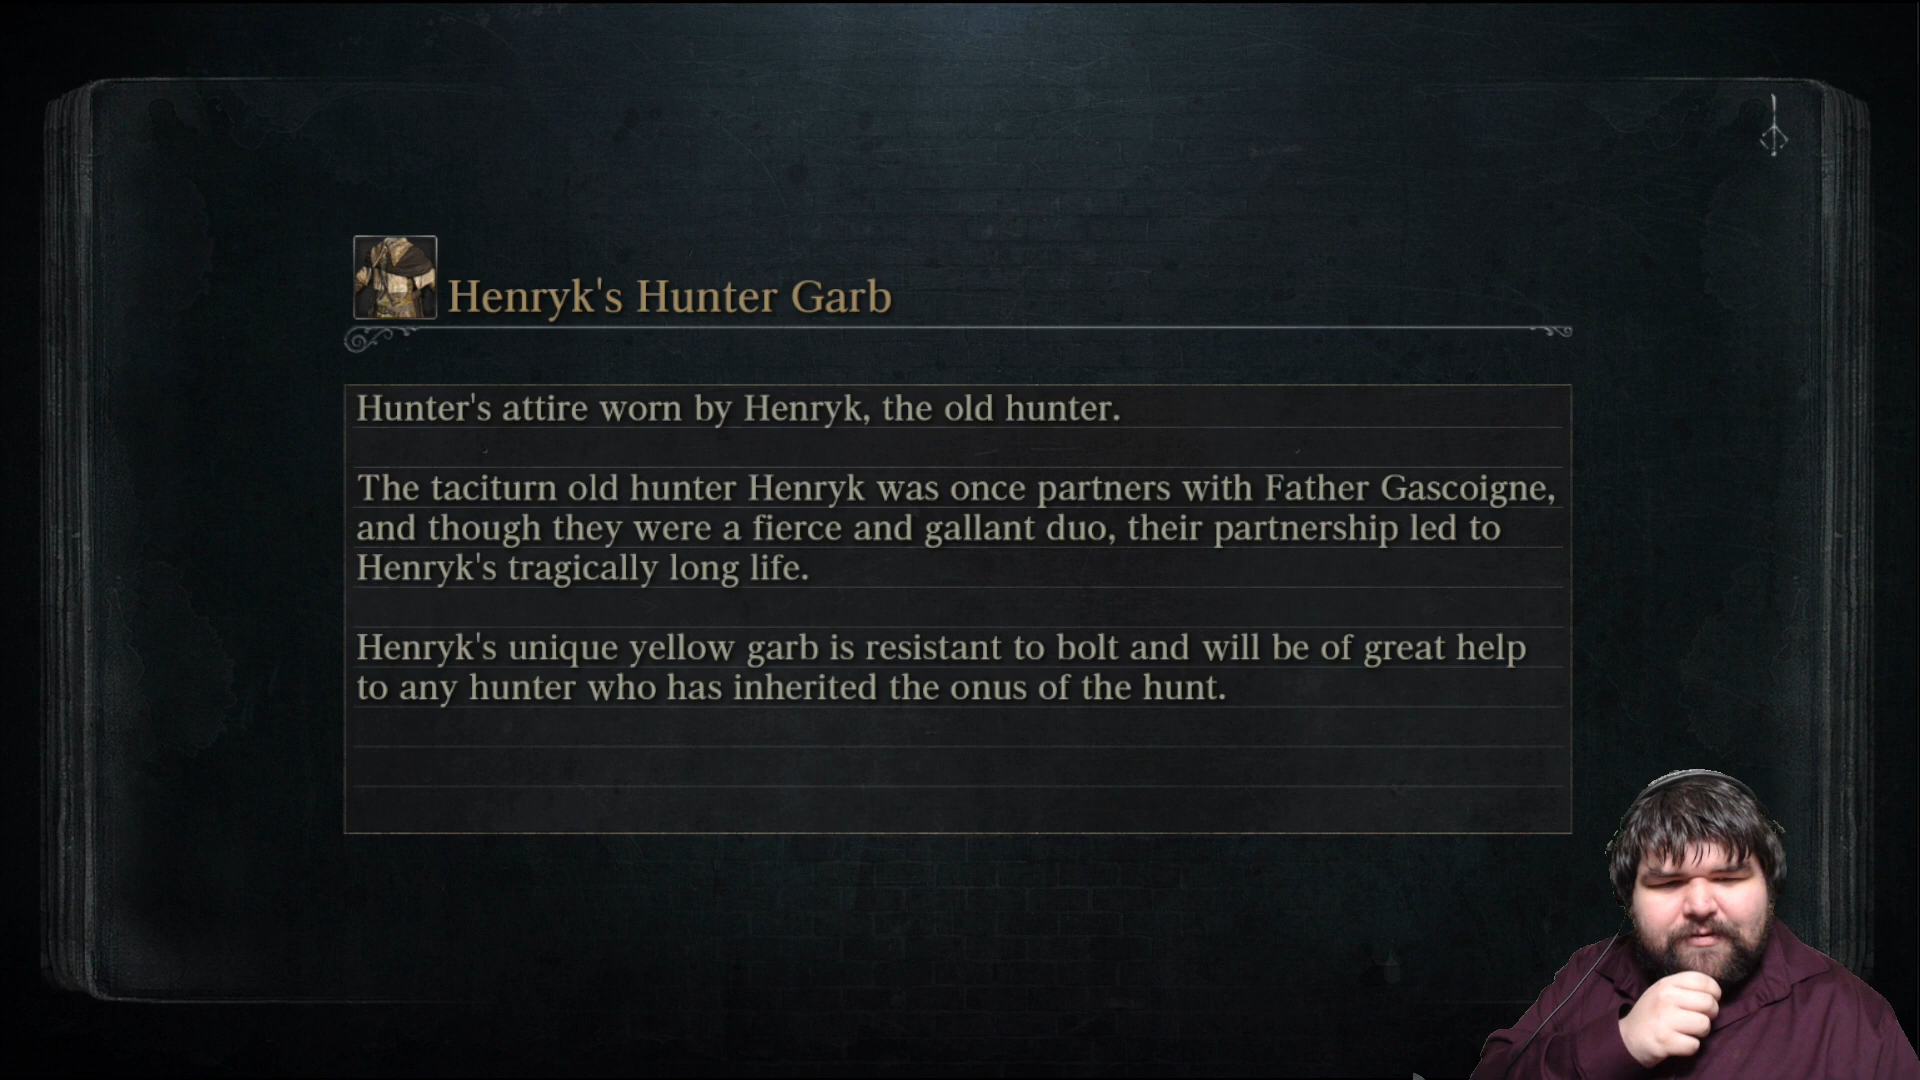 Henryk's Hunter Garb
Hunter's attire worn by Henryk, the old hunter.
The taciturn old hunter Henryk was once partners with Father Gascoigne,
and though they were a fierce and gallant duo, their partnership led to
Henryk's tragically long life.
Henryk's unique yellow garb is resistant to bolt and will be of great help
to any hunter who has inherited the onus of the hunt.